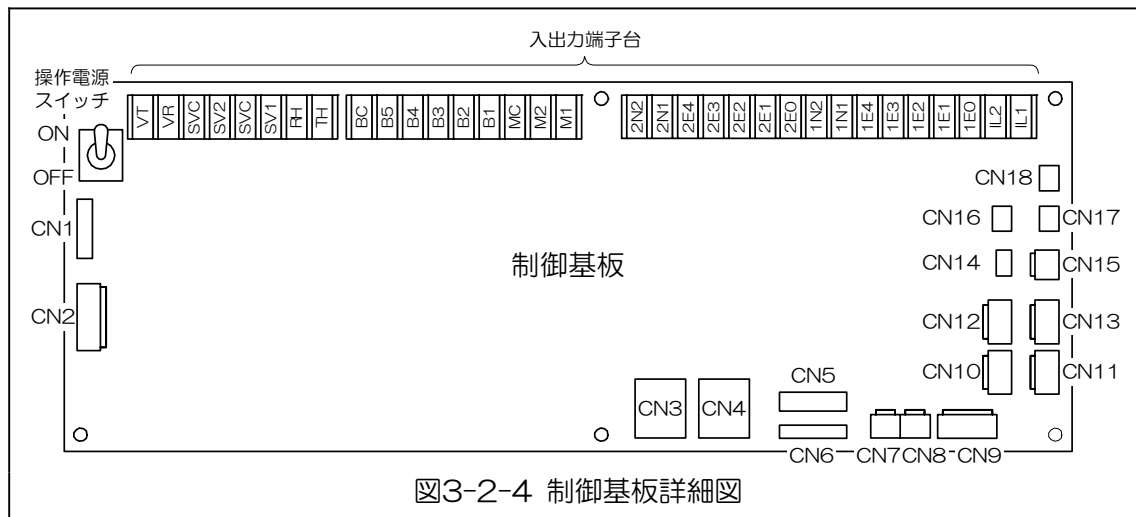 入出力端子台
操作電源
スイッチ
ON
OFF
VT VR SVC SV2 SVC SV1 RH TH BC B5 B4 B3 B2 B1 MC M2 M1 2N2 2N1 2E4 2E3 2E2 2E1 2E0 1N2 1N1 1E4 1E3 1E2 1E1 1E0 IL2 IL1
CN18
CN1
CN16 CN17
制御基板
CN14 CN15
CN2
CN12 CN13
CN10 CN11
CN5
CN3 CN4
CN6 CN7 CN8 CN9
図3-2-4 制御基板詳細図